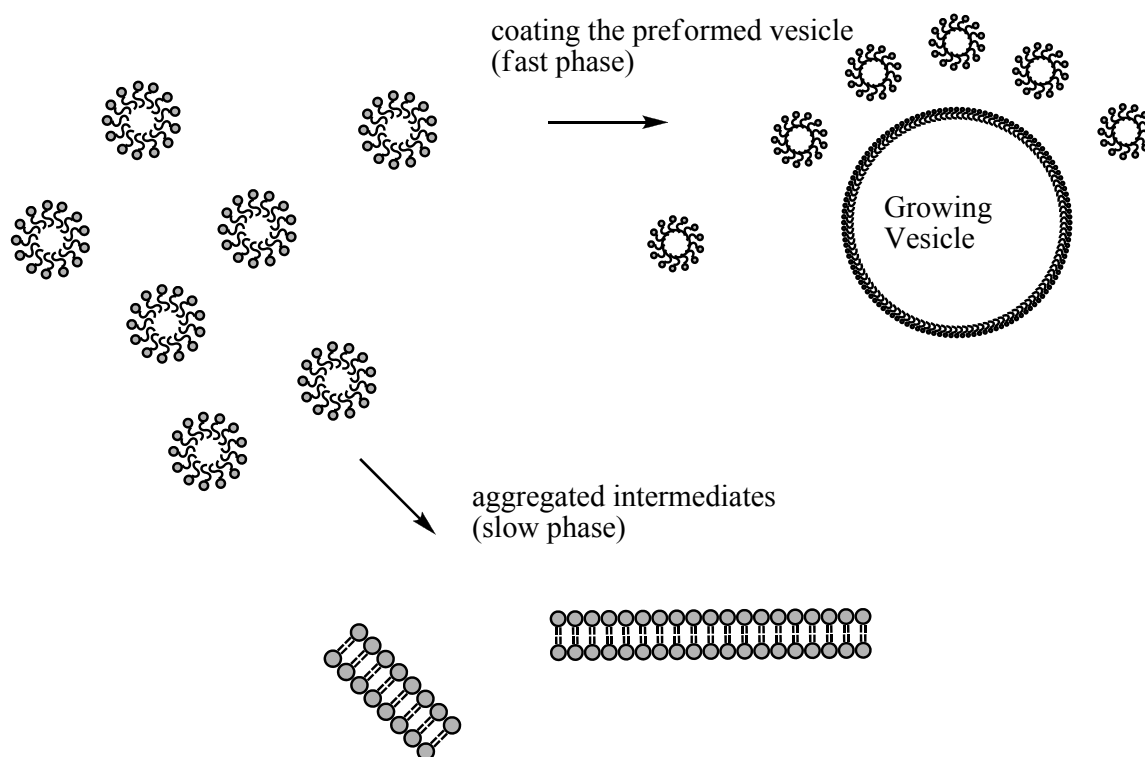 coating the preformed vesicle
(fast phase)
Growing
Vesicle
aggregated intermediates
(slow phase)